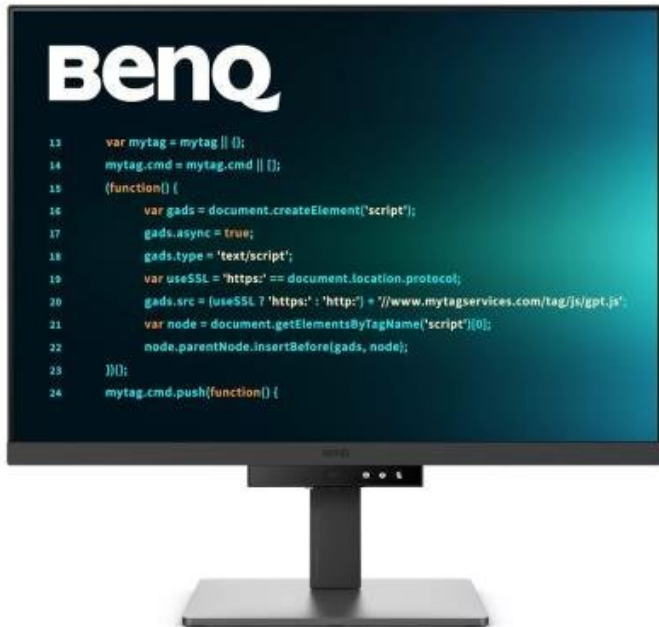 BenQ
13 var mytag = mytag || {};
14 mytag.cmd = mytag.cmd || [];
15 (function() {
16 var gads = document.createElement('script');
17 gads.async = true;
18 gads.type = 'text/script';
19 var useSSL = 'https:' == document.location.protocol;
20 gads.src = (useSSL ? 'https:' : 'http:') + '//www.mytagservices.com/tag/js/gpt.js';
21 var node = document.getElementsByTagName('script')[0];
22 node.parentNode.insertBefore(gads, node);
23 })();
24 mytag.cmd.push(function() {
BenQ